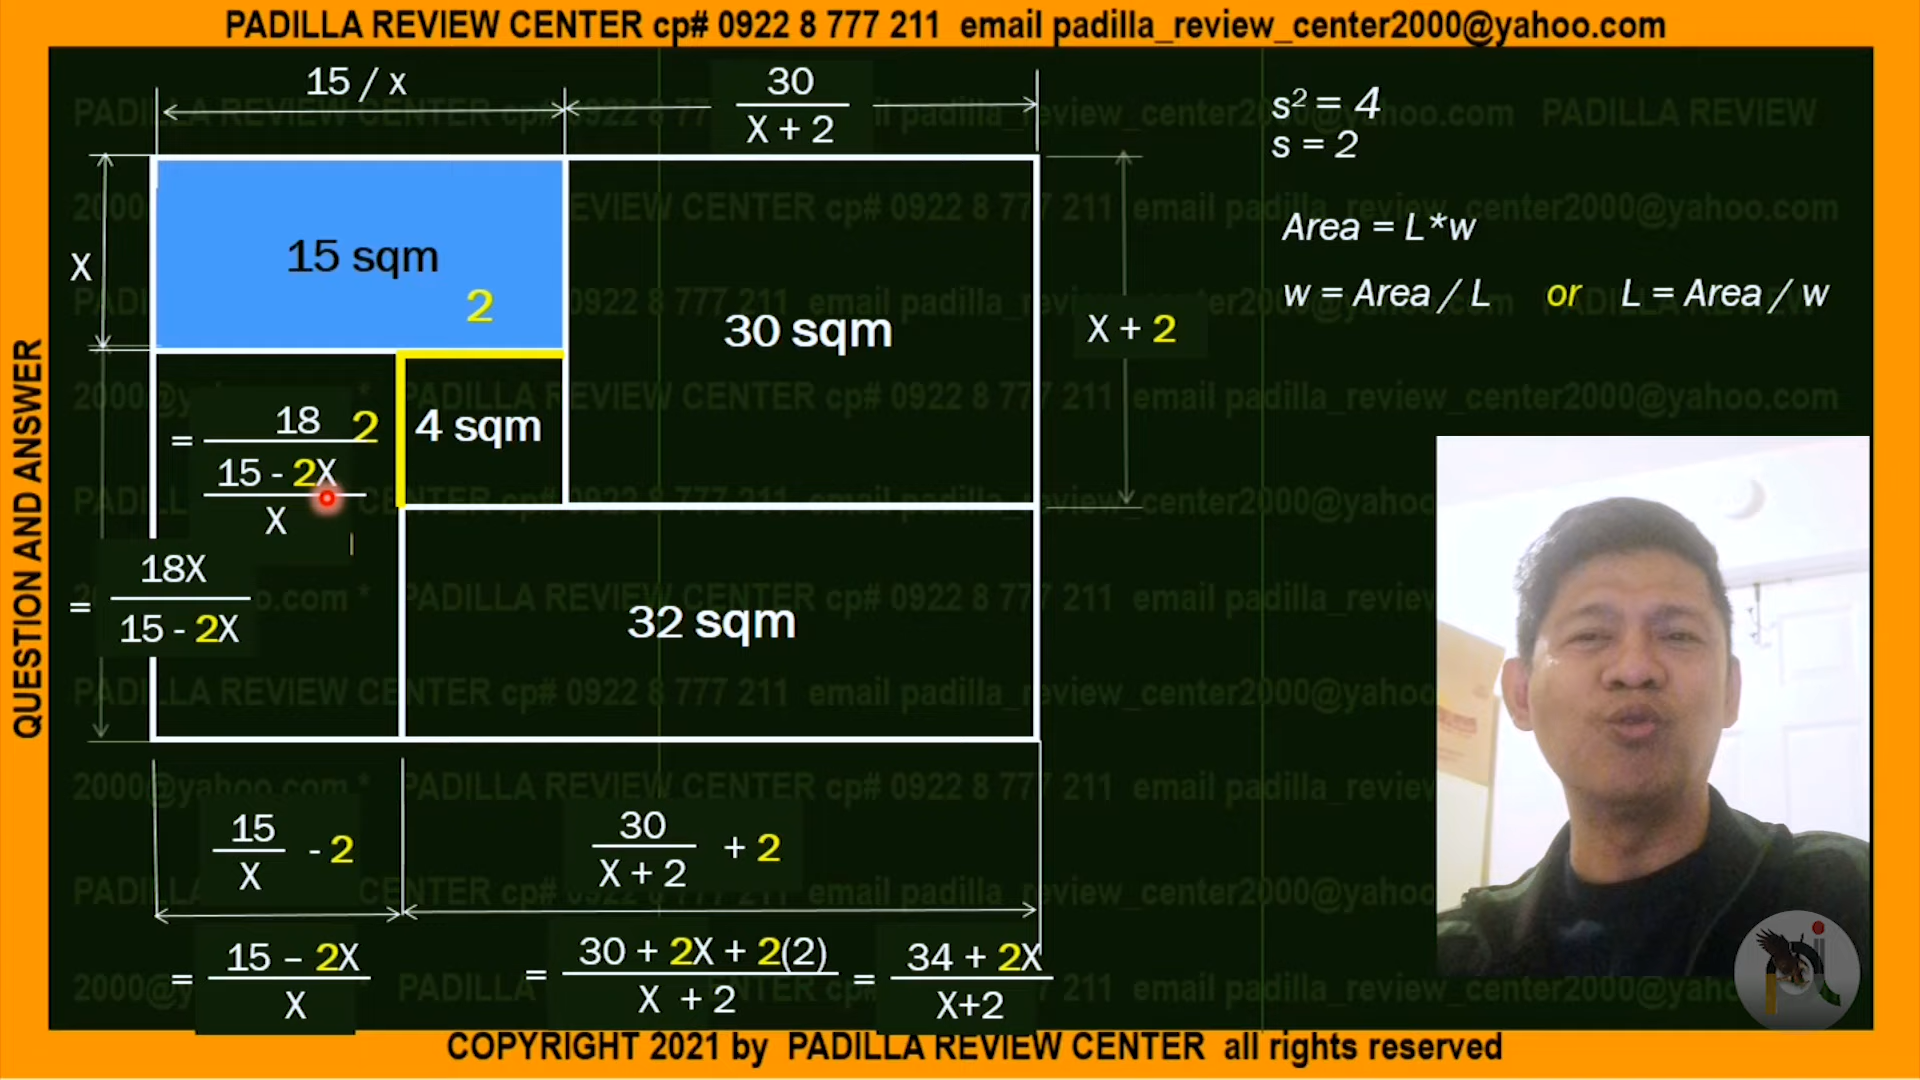 PADILLA REVIEW CENTER cp# 0922 8 777 211 email padilla_review_center2000@yahoo.com
QUESTION AND ANSWER
15 / x
30
X + 2
s² = 4
s = 2
Area = L*w
w = Area / L or L = Area / w
X
15 sqm
2
30 sqm
X + 2
= 18
15 - 2X
X
2
4 sqm
= 18X
15 - 2X
32 sqm
15
X
- 2
30
X + 2
+ 2
= 15 – 2X
X
= 30 + 2X + 2(2)
X + 2
= 34 + 2X
X+2
COPYRIGHT 2021 by PADILLA REVIEW CENTER all rights reserved